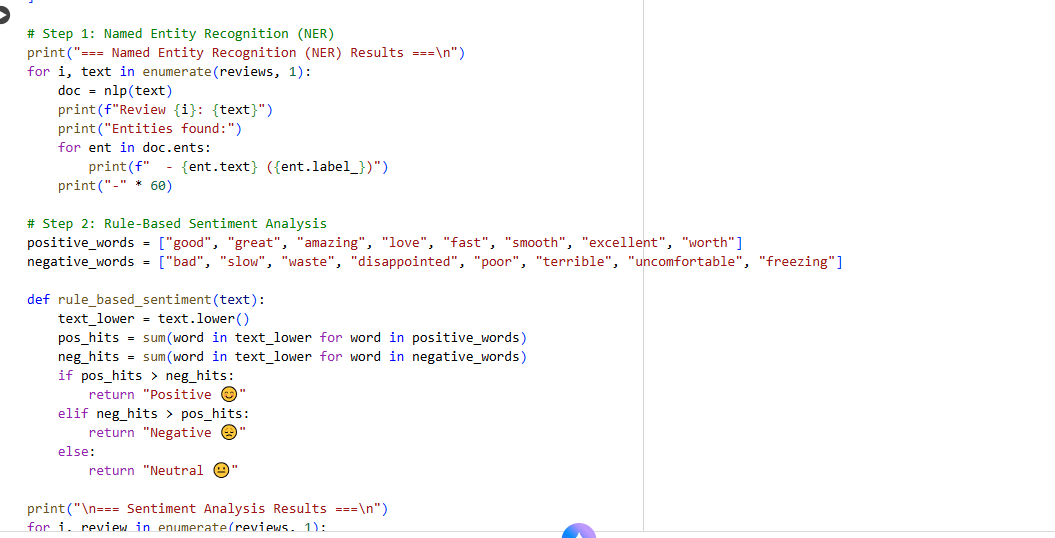 # Step 1: Named Entity Recognition (NER)
print("=== Named Entity Recognition (NER) Results ===\n")
for i, text in enumerate(reviews, 1):
    doc = nlp(text)
    print(f"Review {i}: {text}")
    print("Entities found:")
    for ent in doc.ents:
        print(f"  - {ent.text} ({ent.label_})")
    print("-" * 60)
# Step 2: Rule-Based Sentiment Analysis
positive_words = ["good", "great", "amazing", "love", "fast", "smooth", "excellent", "worth"]
negative_words = ["bad", "slow", "waste", "disappointed", "poor", "terrible", "uncomfortable", "freezing"]
def rule_based_sentiment(text):
    text_lower = text.lower()
    pos_hits = sum(word in text_lower for word in positive_words)
    neg_hits = sum(word in text_lower for word in negative_words)
    if pos_hits > neg_hits:
        return "Positive 😊"
    elif neg_hits > pos_hits:
        return "Negative 😞"
    else:
        return "Neutral 😐"
print("\n=== Sentiment Analysis Results ===\n")
for i, review in enumerate(reviews, 1):